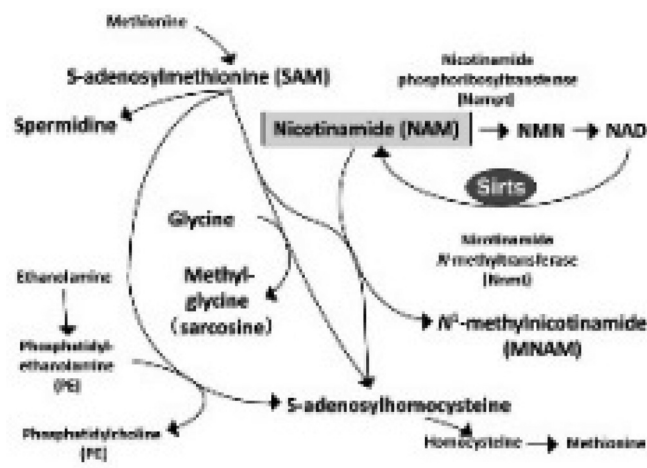 Methionine
S-adenosylmethionine (SAM)
Nicotinamide
phosphoribosyltransferase
(Nampt)
Spermidine
Nicotinamide (NAM)
NMN
NAD
Sirts
Glycine
Nicotinamide
N-methyltransferase
(Nnmt)
Ethanolamine
Methyl-
glycine
(sarcosine)
N¹-methylnicotinamide
(MNAM)
Phosphatidyl-
ethanolamine
(PE)
S-adenosylhomocysteine
Phosphatidylcholine
(PC)
Homocysteine
Methionine